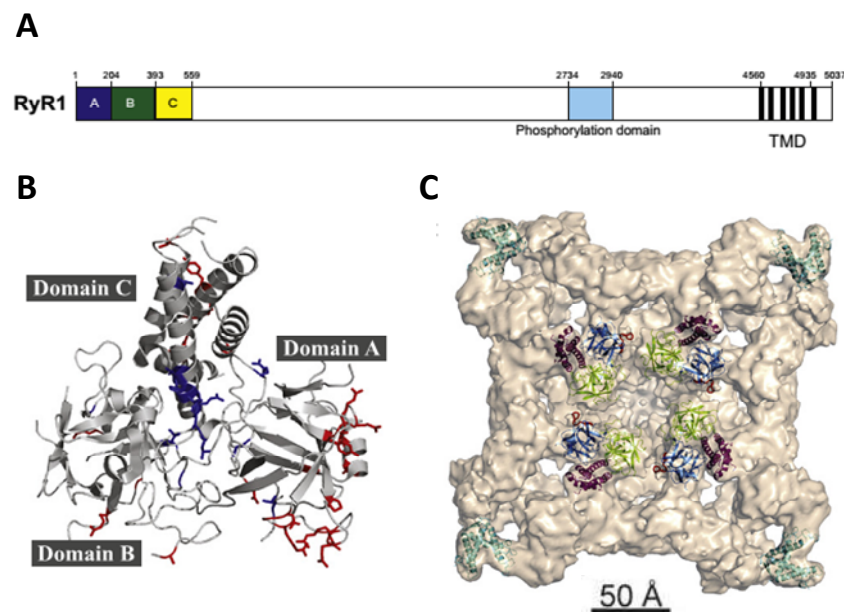 A
1 204 393 559 2734 2940 4560 4935 5037
RyR1 A B C
Phosphorylation domain
TMD
B C
Domain C
Domain A
Domain B
50 Å